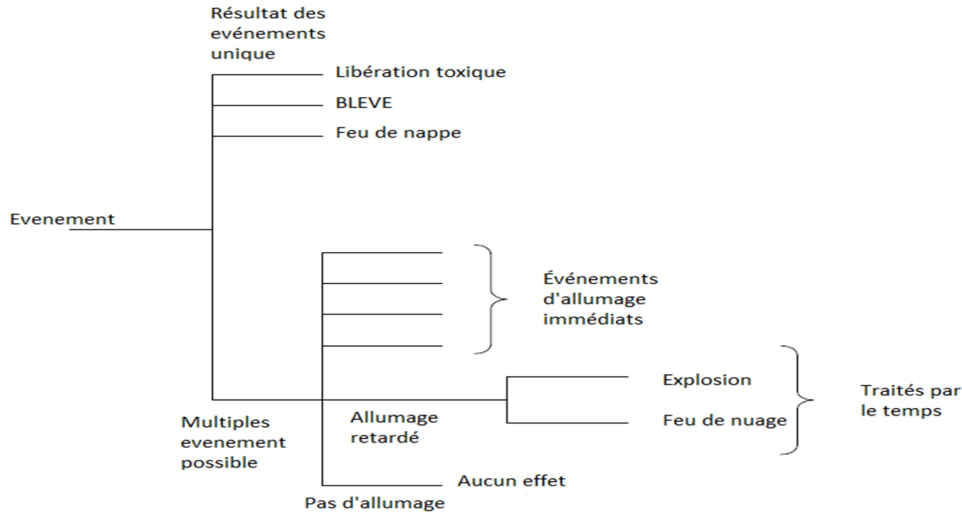 Résultat des
evénements
unique
Libération toxique
BLEVE
Feu de nappe
Evenement
Événements
d'allumage
immédiats
Explosion
Feu de nuage
Traités par
le temps
Multiples
evenement
possible
Allumage
retardé
Aucun effet
Pas d'allumage